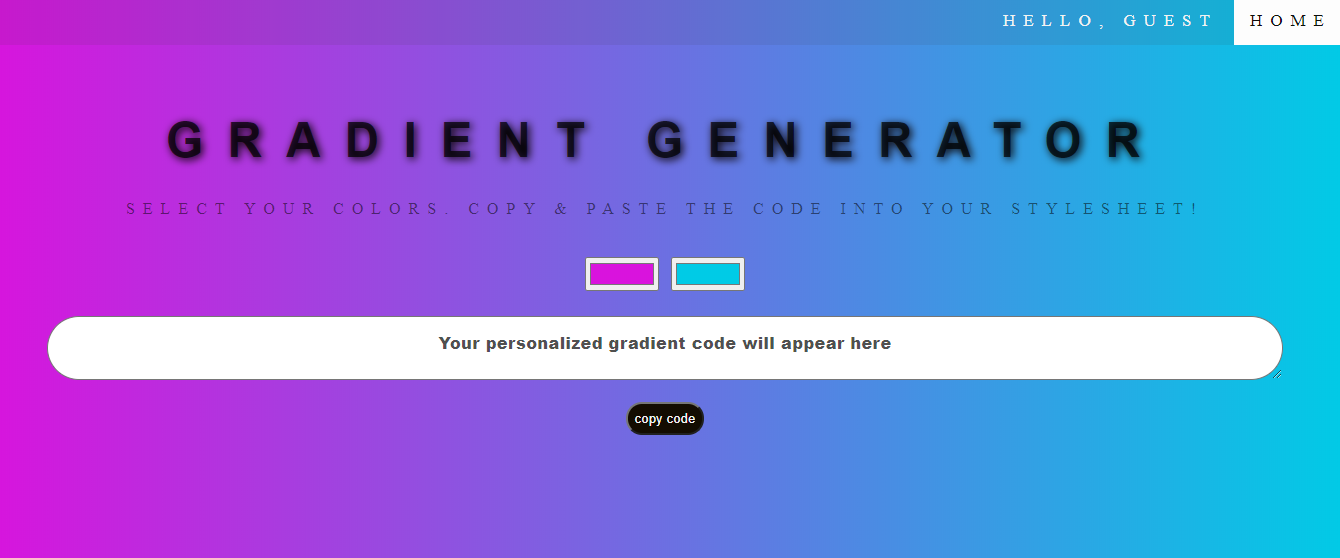 HELLO, GUEST HOME
GRADIENT GENERATOR
SELECT YOUR COLORS. COPY & PASTE THE CODE INTO YOUR STYLESHEET!
Your personalized gradient code will appear here
copy code